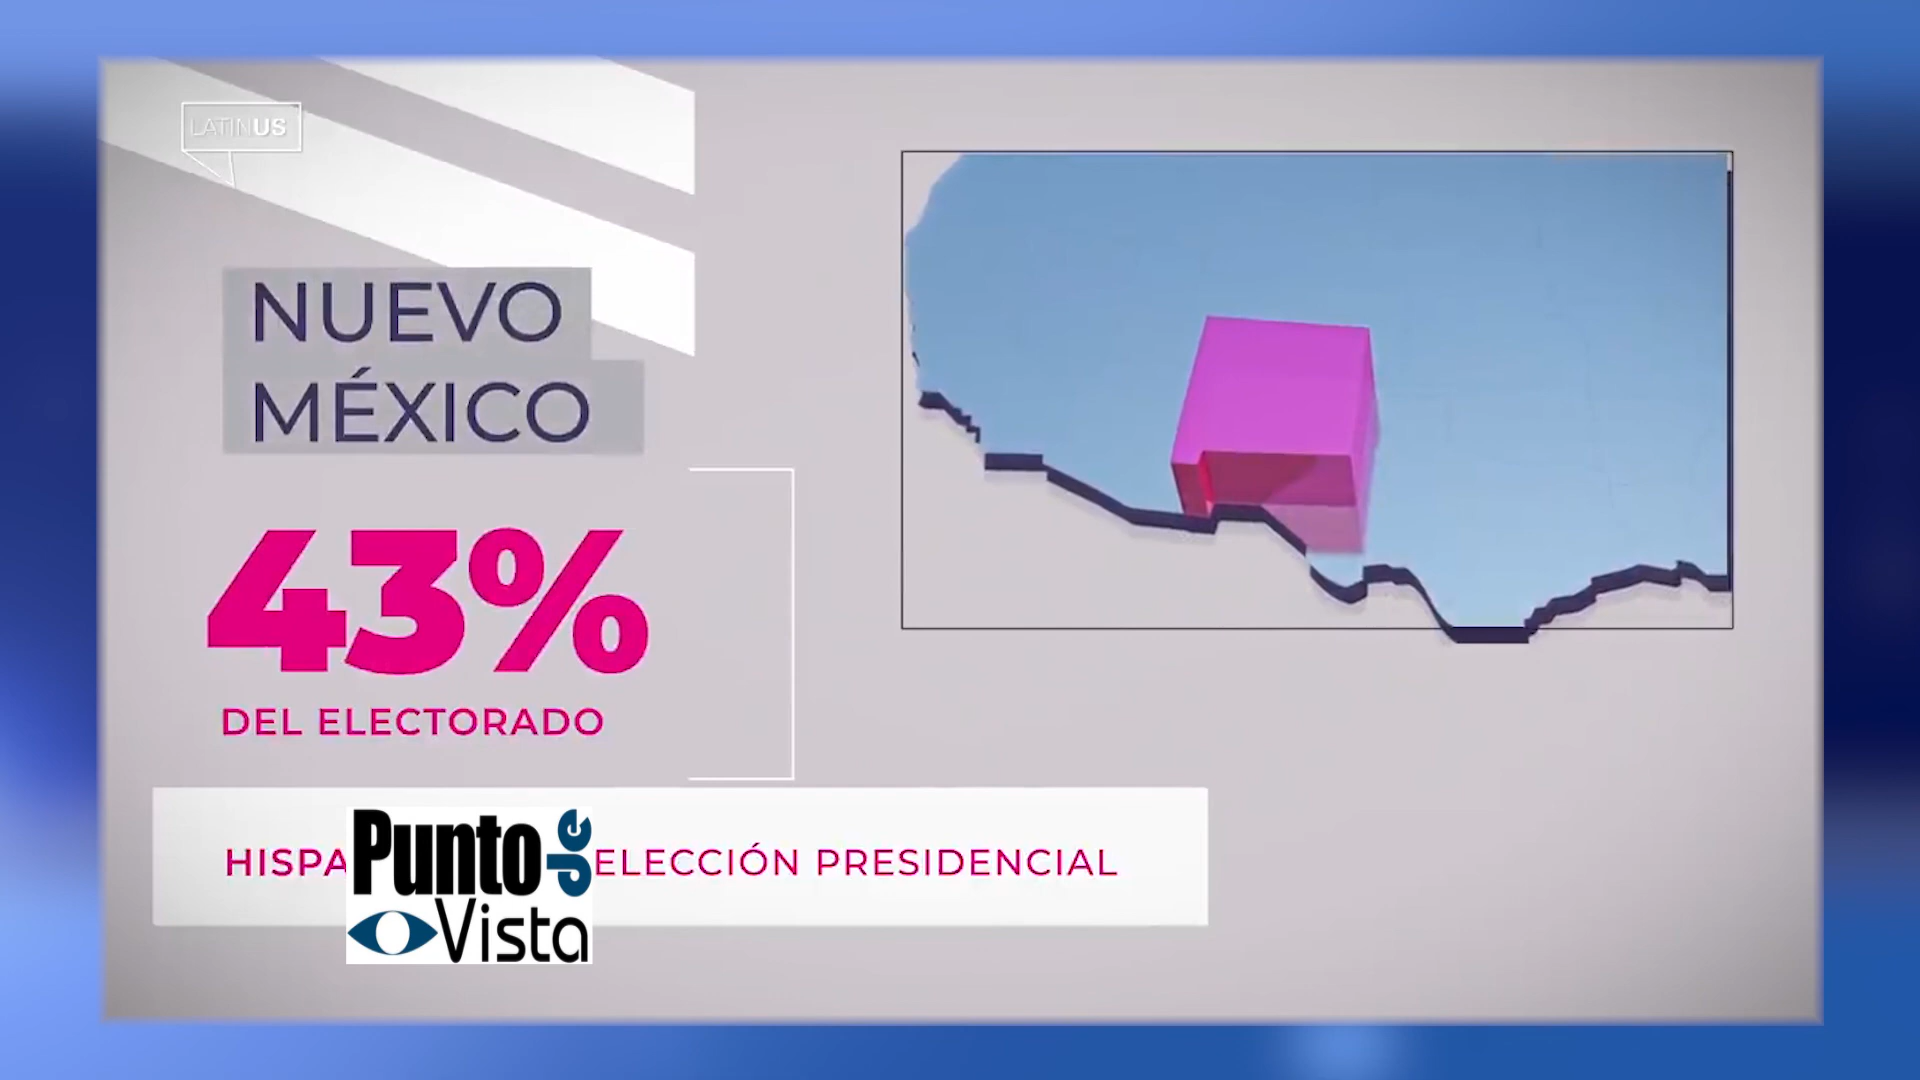 LATINUS
NUEVO
MÉXICO
43%
DEL ELECTORADO
HISPA ELECCIÓN PRESIDENCIAL
Punto de
Vista